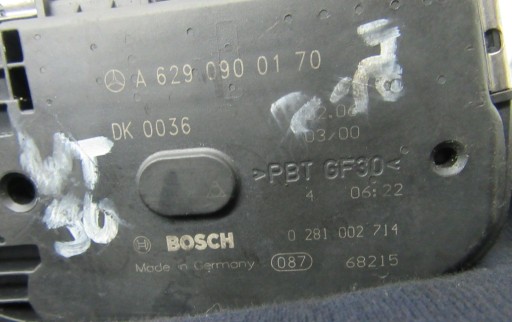 A 629 090 01 70
DK 0036
03/00
>PBT GF30<
4 06:22
BOSCH 0 281 002 714
Made in Germany 087 68215